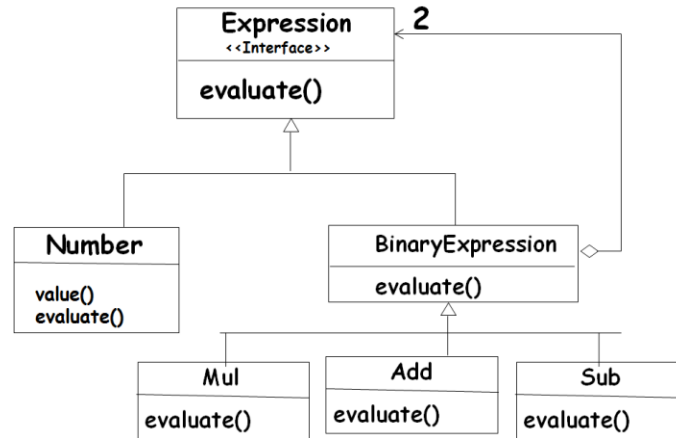 Expression
<<Interface>>
2
evaluate()
Number
value()
evaluate()
BinaryExpression
evaluate()
Mul
evaluate()
Add
evaluate()
Sub
evaluate()